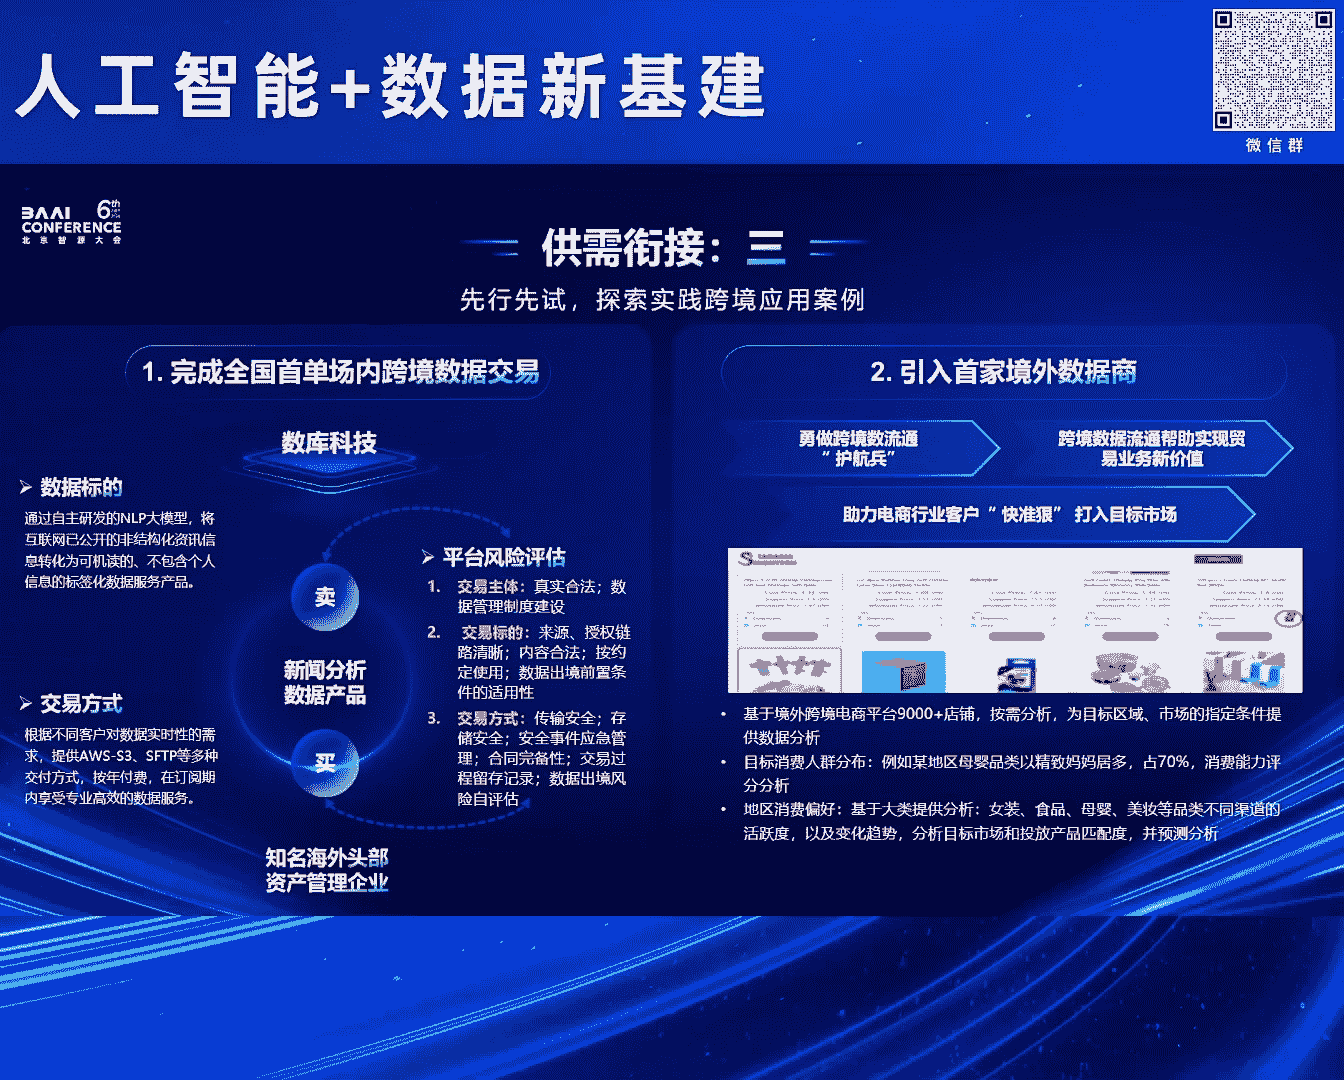 人工智能+数据新基建
微信群
BAAI 6th
CONFERENCE
北京智源大会
供需衔接：三
先行先试，探索实践跨境应用案例
1. 完成全国首单场内跨境数据交易
数库科技
数据标的
通过自主研发的NLP大模型，将
互联网已公开的非结构化资讯信
息转化为可机读的、不包含个人
信息的标签化数据服务产品。
交易方式
根据不同客户对数据实时性的需
求，提供AWS-S3、SFTP等多种
交付方式，按年付费，在订阅期
内享受专业高效的数据服务。
卖
新闻分析
数据产品
买
知名海外头部
资产管理企业
平台风险评估
1. 交易主体：真实合法；数
据管理制度建设
2. 交易标的：来源、授权链
路清晰；内容合法；按约
定使用；数据出境前置条
件的适用性
3. 交易方式：传输安全；存
储安全；安全事件应急管
理；合同完备性；交易过
程留存记录；数据出境风
险自评估
2. 引入首家境外数据商
勇做跨境数流通
“护航兵”
跨境数据流通帮助实现贸
易业务新价值
助力电商行业客户“快准狠”打入目标市场
• 基于境外跨境电商平台9000+店铺，按需分析，为目标区域、市场的指定条件提
供数据分析
• 目标消费人群分布：例如某地区母婴品类以精致妈妈居多，占70%，消费能力评
分分析
• 地区消费偏好：基于大类提供分析：女装、食品、母婴、美妆等品类不同渠道的
活跃度，以及变化趋势，分析目标市场和投放产品匹配度，并预测分析